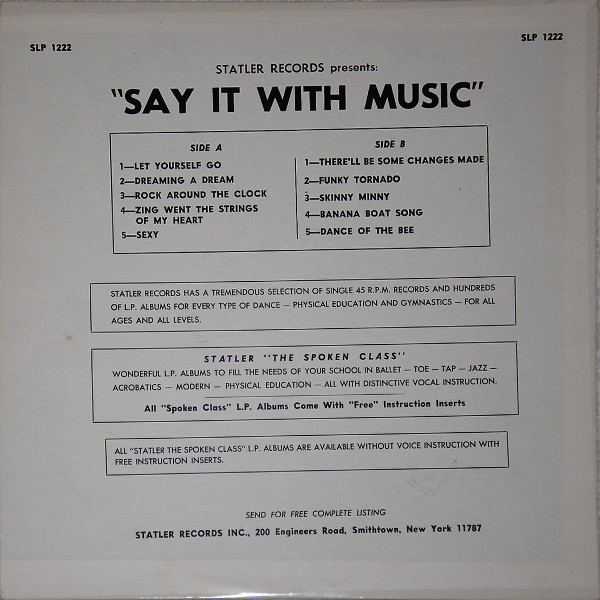 SLP 1222
SLP 1222
STATLER RECORDS presents:
"SAY IT WITH MUSIC"
SIDE A
1—LET YOURSELF GO
2—DREAMING A DREAM
3—ROCK AROUND THE CLOCK
4—ZING WENT THE STRINGS
OF MY HEART
5—SEXY
SIDE B
1—THERE'LL BE SOME CHANGES MADE
2—FUNKY TORNADO
3—SKINNY MINNY
4—BANANA BOAT SONG
5—DANCE OF THE BEE
STATLER RECORDS HAS A TREMENDOUS SELECTION OF SINGLE 45 R.P.M. RECORDS AND HUNDREDS
OF L.P. ALBUMS FOR EVERY TYPE OF DANCE — PHYSICAL EDUCATION AND GYMNASTICS — FOR ALL
AGES AND ALL LEVELS.
STATLER "THE SPOKEN CLASS"
WONDERFUL L.P. ALBUMS TO FILL THE NEEDS OF YOUR SCHOOL IN BALLET — TOE — TAP — JAZZ —
ACROBATICS — MODERN — PHYSICAL EDUCATION — ALL WITH DISTINCTIVE VOCAL INSTRUCTION.
All "Spoken Class" L.P. Albums Come With "Free" Instruction Inserts
ALL "STATLER THE SPOKEN CLASS" L.P. ALBUMS ARE AVAILABLE WITHOUT VOICE INSTRUCTION WITH
FREE INSTRUCTION INSERTS.
SEND FOR FREE COMPLETE LISTING
STATLER RECORDS INC., 200 Engineers Road, Smithtown, New York 11787